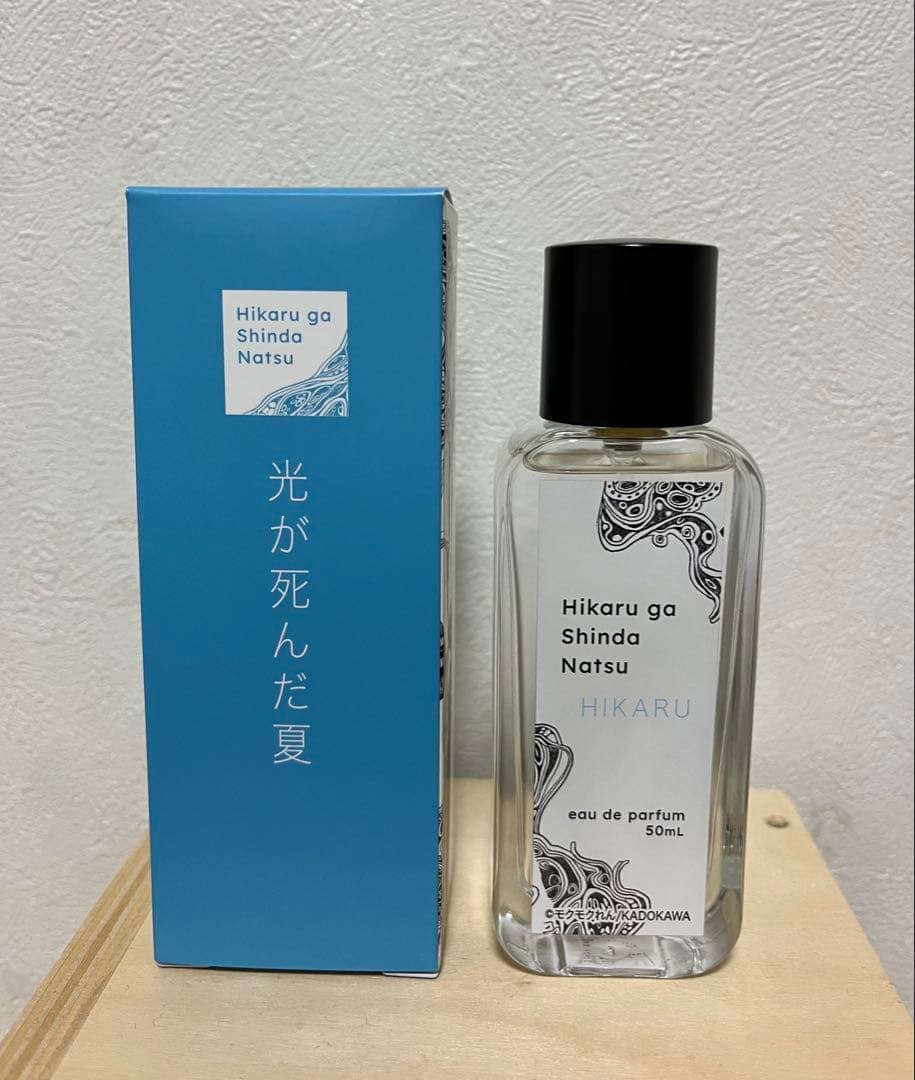 Hikaru ga
Shinda
Natsu
光が死んだ夏
Hikaru ga
Shinda
Natsu
HIKARU
eau de parfum
50mL
©モクモクれん/KADOKAWA